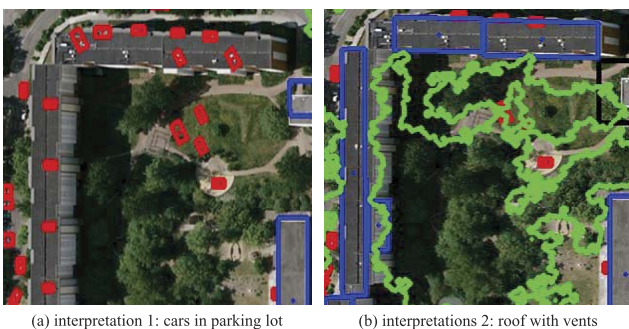 (a) interpretation 1: cars in parking lot
(b) interpretations 2: roof with vents